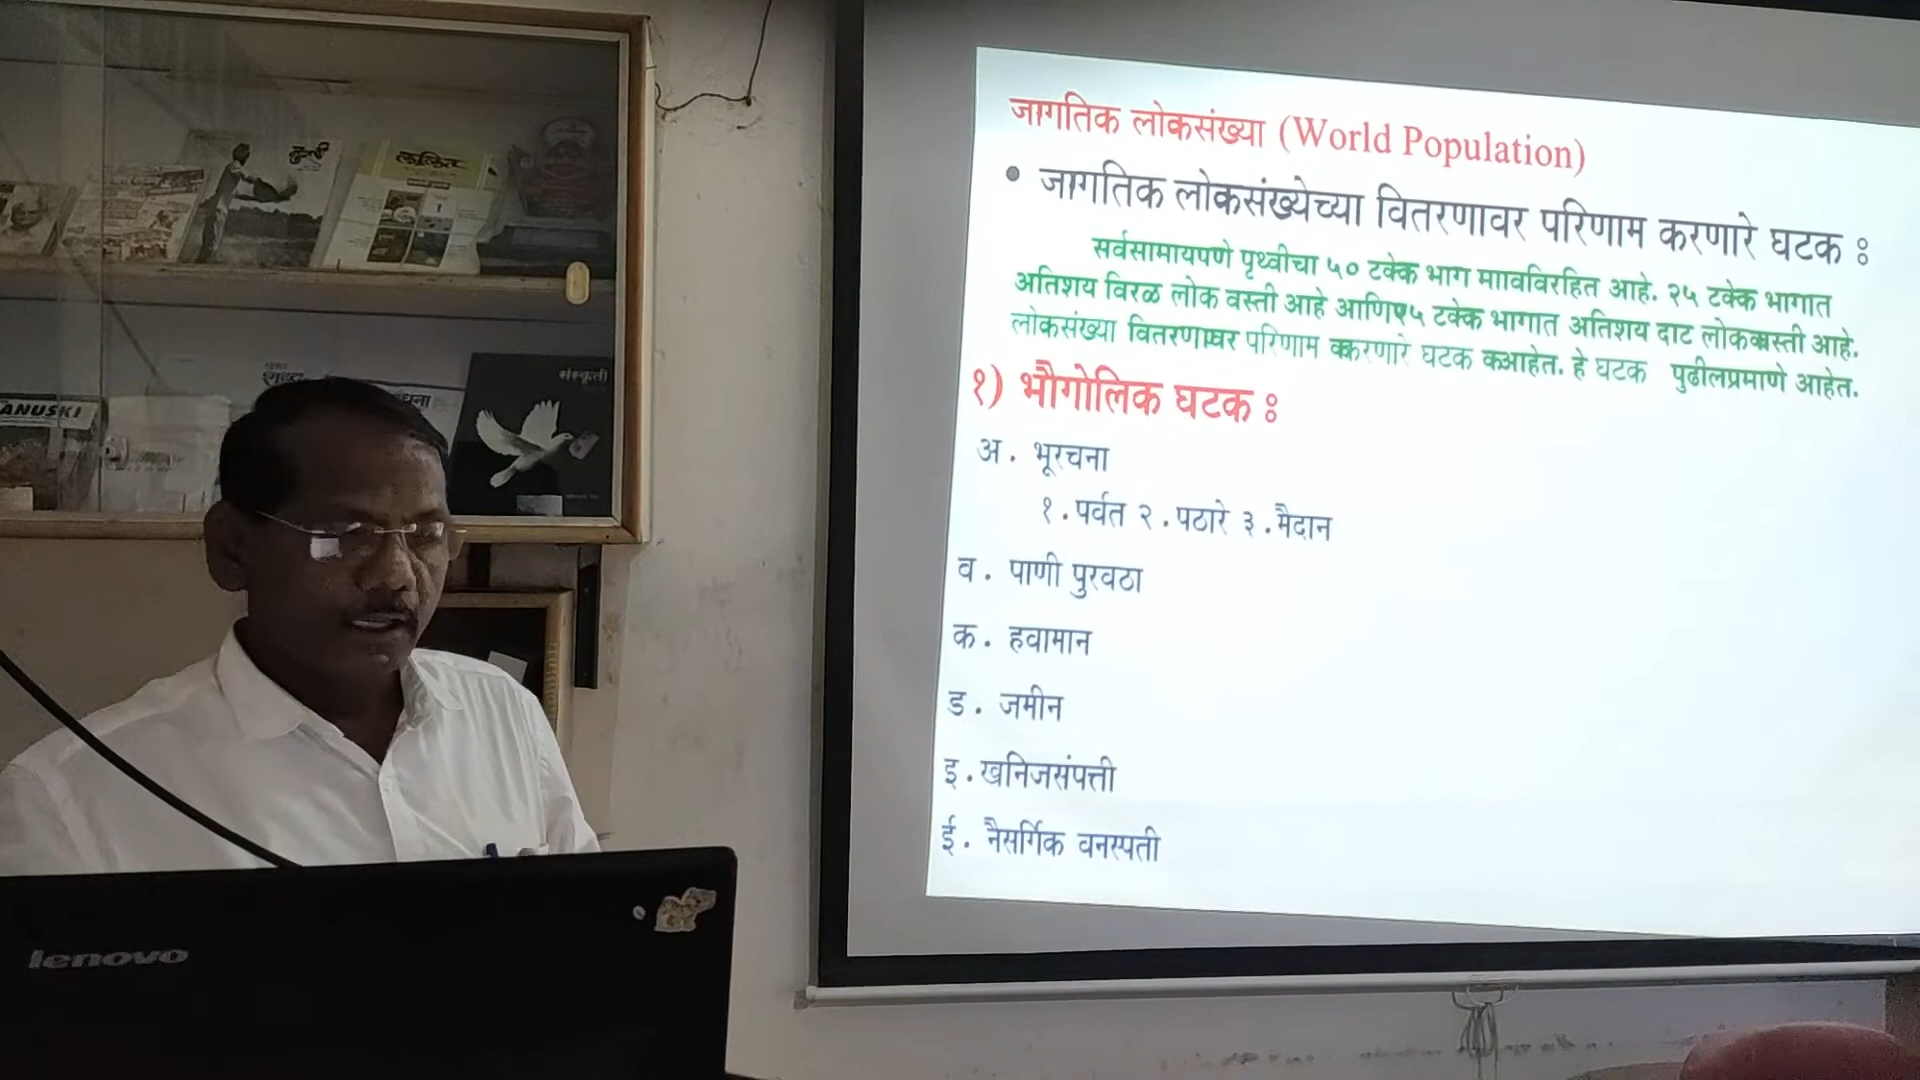 जागतिक लोकसंख्या (World Population)
• जागतिक लोकसंख्येच्या वितरणावर परिणाम करणारे घटक ः
सर्वसामायपणे पृथ्वीचा ५० टक्के भाग मााववि​रहित आहे. २५ टक्के भागात
अतिशय विरळ लोक वस्ती आहे आणि २५ टक्के भागात अतिशय दाट लोकवस्ती आहे.
लोकसंख्या वितरणावर परिणाम करणारे घटक आहेत. हे घटक पुढीलप्रमाणे आहेत.
१) भौगोलिक घटक ः
अ. भूरचना
१.पर्वत २.पठारे ३.मैदान
व. पाणी पुरवठा
क. हवामान
ड. जमीन
इ.खनिजसंपत्ती
ई. नैसर्गिक वनस्पती
संस्कृती
ANUSKI
lenovo